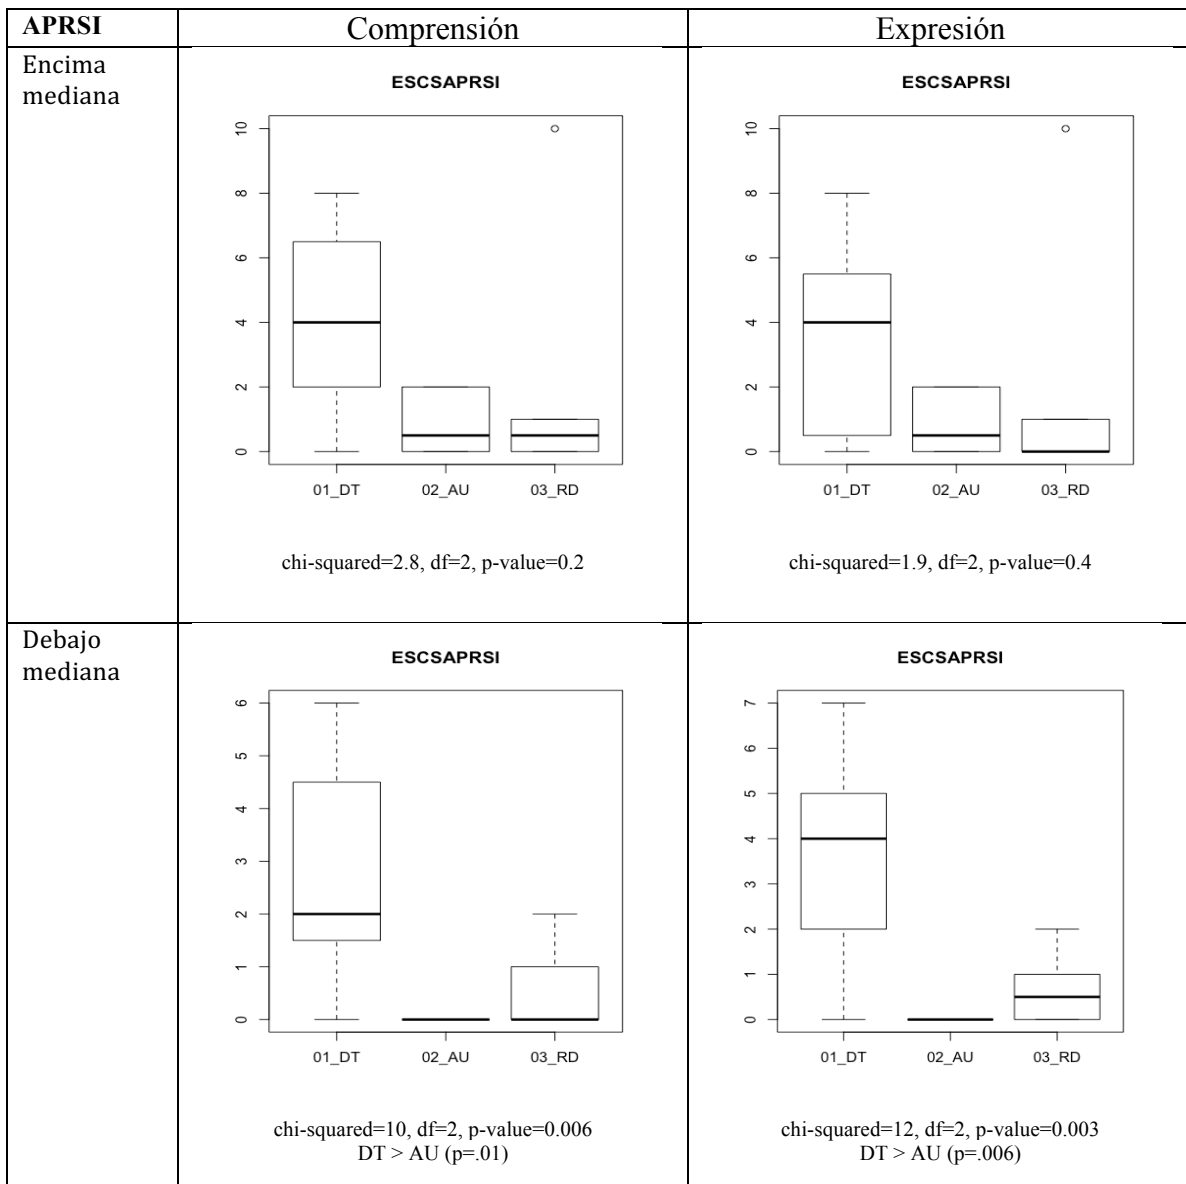 APRSI Comprensión Expresión
Encima
mediana
ESCSAPRSI
10
8
6
4
2
0
01_DT 02_AU 03_RD
chi-squared=2.8, df=2, p-value=0.2
ESCSAPRSI
10
8
6
4
2
0
01_DT 02_AU 03_RD
chi-squared=1.9, df=2, p-value=0.4
Debajo
mediana
ESCSAPRSI
6
5
4
3
2
1
0
01_DT 02_AU 03_RD
chi-squared=10, df=2, p-value=0.006
DT > AU (p=.01)
ESCSAPRSI
7
6
5
4
3
2
1
0
01_DT 02_AU 03_RD
chi-squared=12, df=2, p-value=0.003
DT > AU (p=.006)